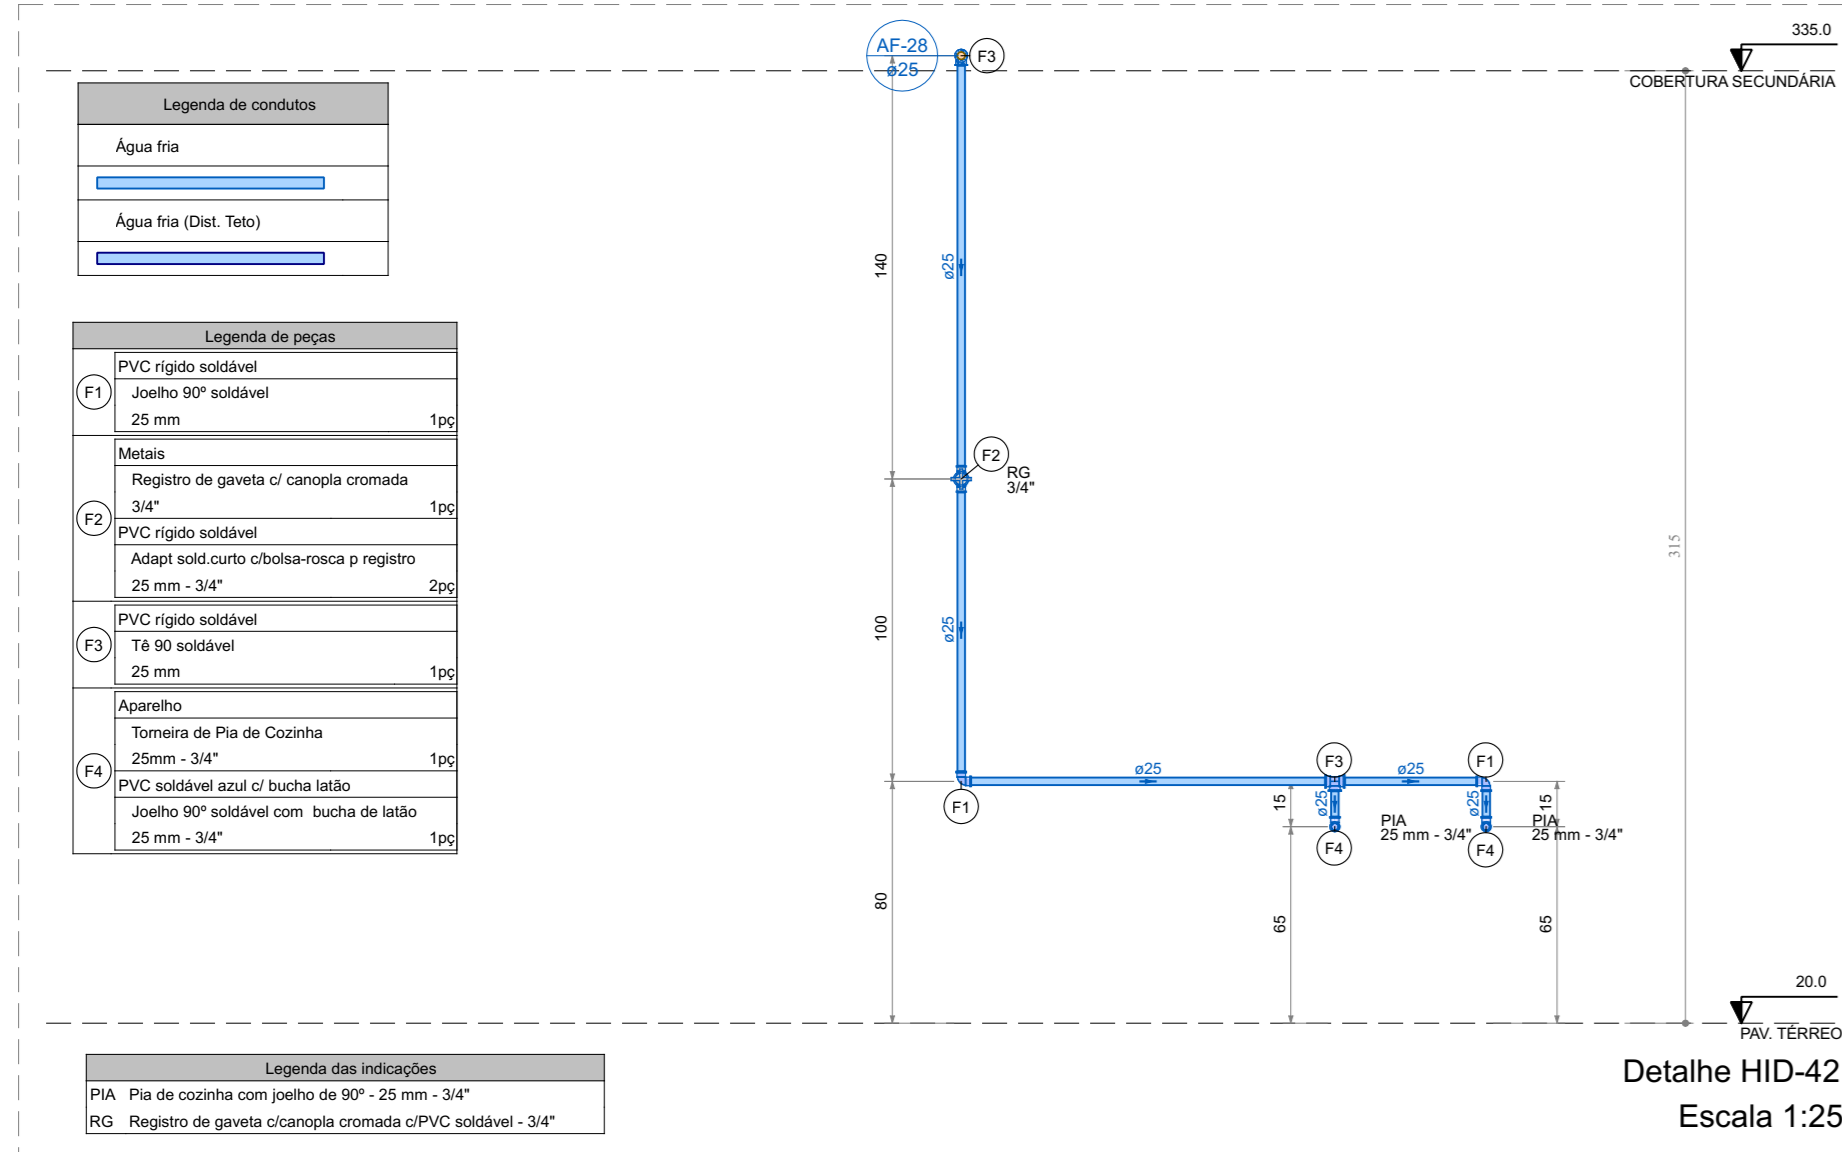 335.0
COBERTURA SECUNDÁRIA
AF-28
ø25
F3
Legenda de condutos
Água fria
Água fria (Dist. Teto)
Legenda de peças
F1
PVC rígido soldável
Joelho 90º soldável
25 mm 1pç
F2
Metais
Registro de gaveta c/ canopla cromada
3/4" 1pç
PVC rígido soldável
Adapt sold.curto c/bolsa-rosca p registro
25 mm - 3/4" 2pç
F3
PVC rígido soldável
Tê 90 soldável
25 mm 1pç
F4
Aparelho
Torneira de Pia de Cozinha
25mm - 3/4" 1pç
PVC soldável azul c/ bucha latão
Joelho 90º soldável com bucha de latão
25 mm - 3/4" 1pç
140
ø25
F2
RG
3/4"
315
100
ø25
F1
ø25
F3
ø25
F1
15
ø25
PIA
25 mm - 3/4"
F4
ø25
15
PIA
25 mm - 3/4"
F4
80
65
65
20.0
PAV. TÉRREO
Legenda das indicações
PIA Pia de cozinha com joelho de 90º - 25 mm - 3/4"
RG Registro de gaveta c/canopla cromada c/PVC soldável - 3/4"
Detalhe HID-42
Escala 1:25